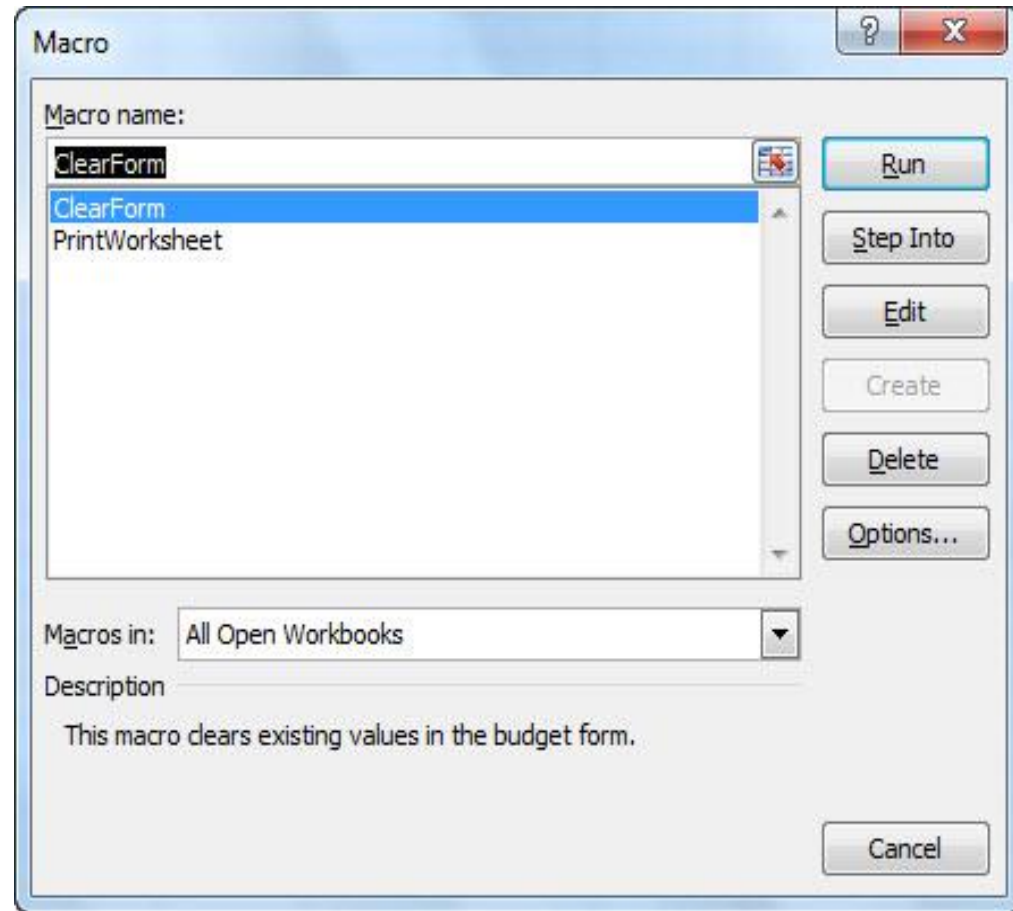 Macro
?
X
Macro name:
ClearForm
ClearForm
PrintWorksheet
Run
Step Into
Edit
Create
Delete
Options...
Macros in: All Open Workbooks
Description
This macro clears existing values in the budget form.
Cancel